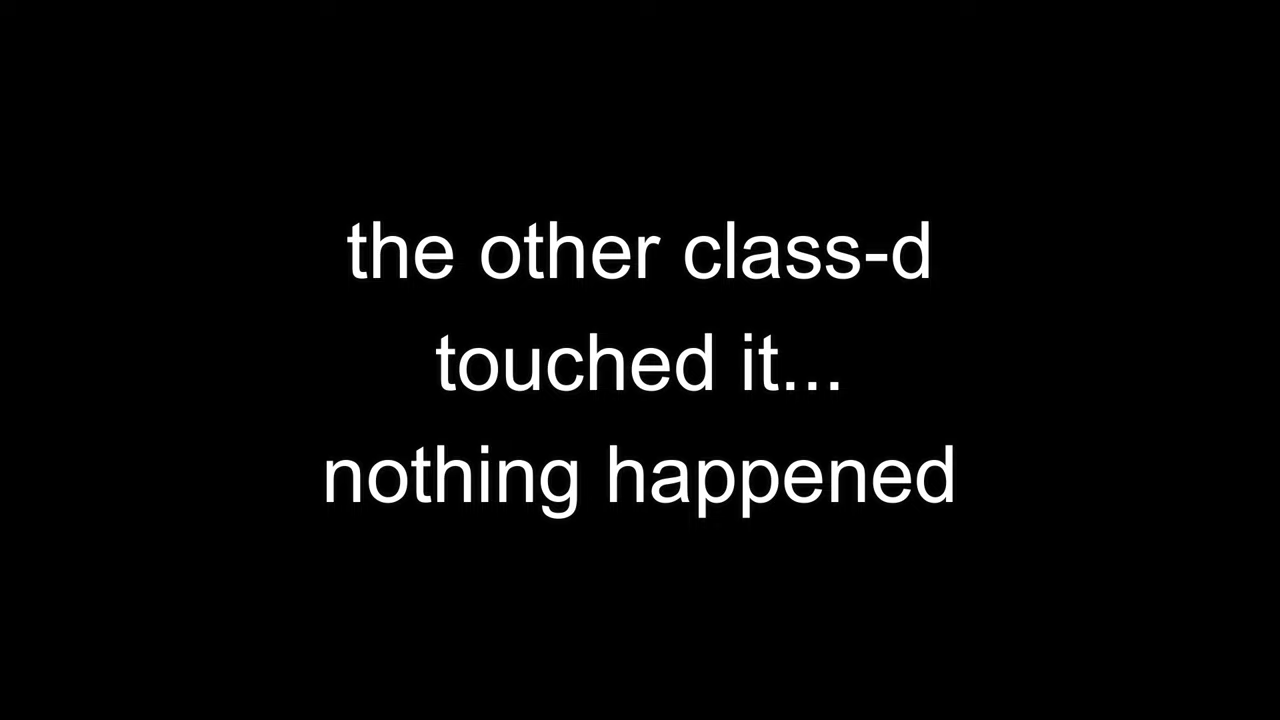 the other class-d
touched it...
nothing happened